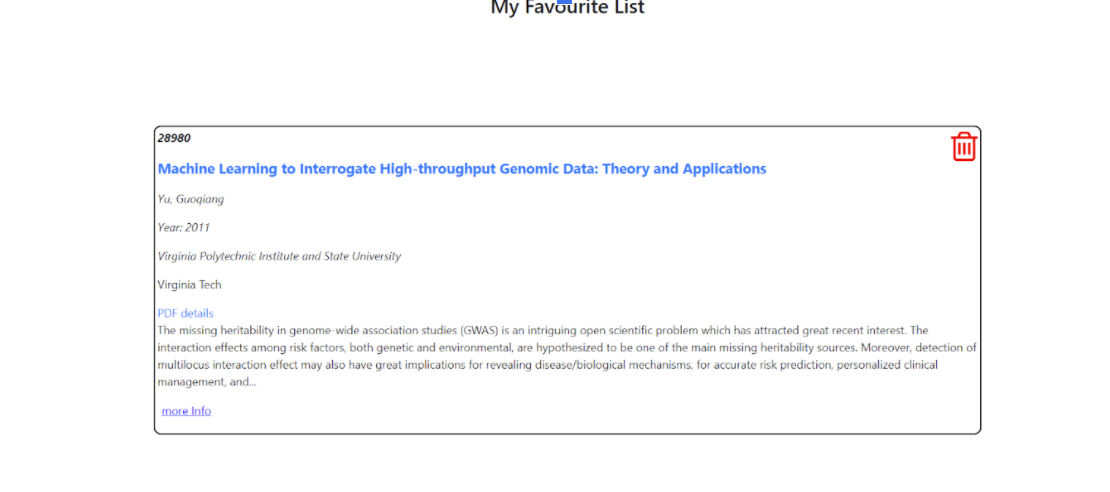 My Favourite List
28980
Machine Learning to Interrogate High-throughput Genomic Data: Theory and Applications
Yu, Guoqiang
Year: 2011
Virginia Polytechnic Institute and State University
Virginia Tech
PDF details
The missing heritability in genome-wide association studies (GWAS) is an intriguing open scientific problem which has attracted great recent interest. The
interaction effects among risk factors, both genetic and environmental, are hypothesized to be one of the main missing heritability sources. Moreover, detection of
multilocus interaction effect may also have great implications for revealing disease/biological mechanisms, for accurate risk prediction, personalized clinical
management, and...
more Info